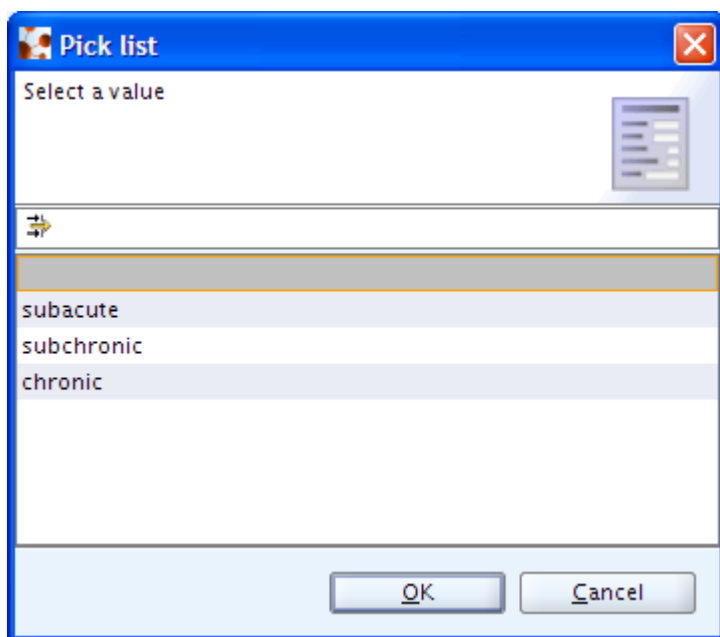 Pick list
Select a value
subacute
subchronic
chronic
OK
Cancel